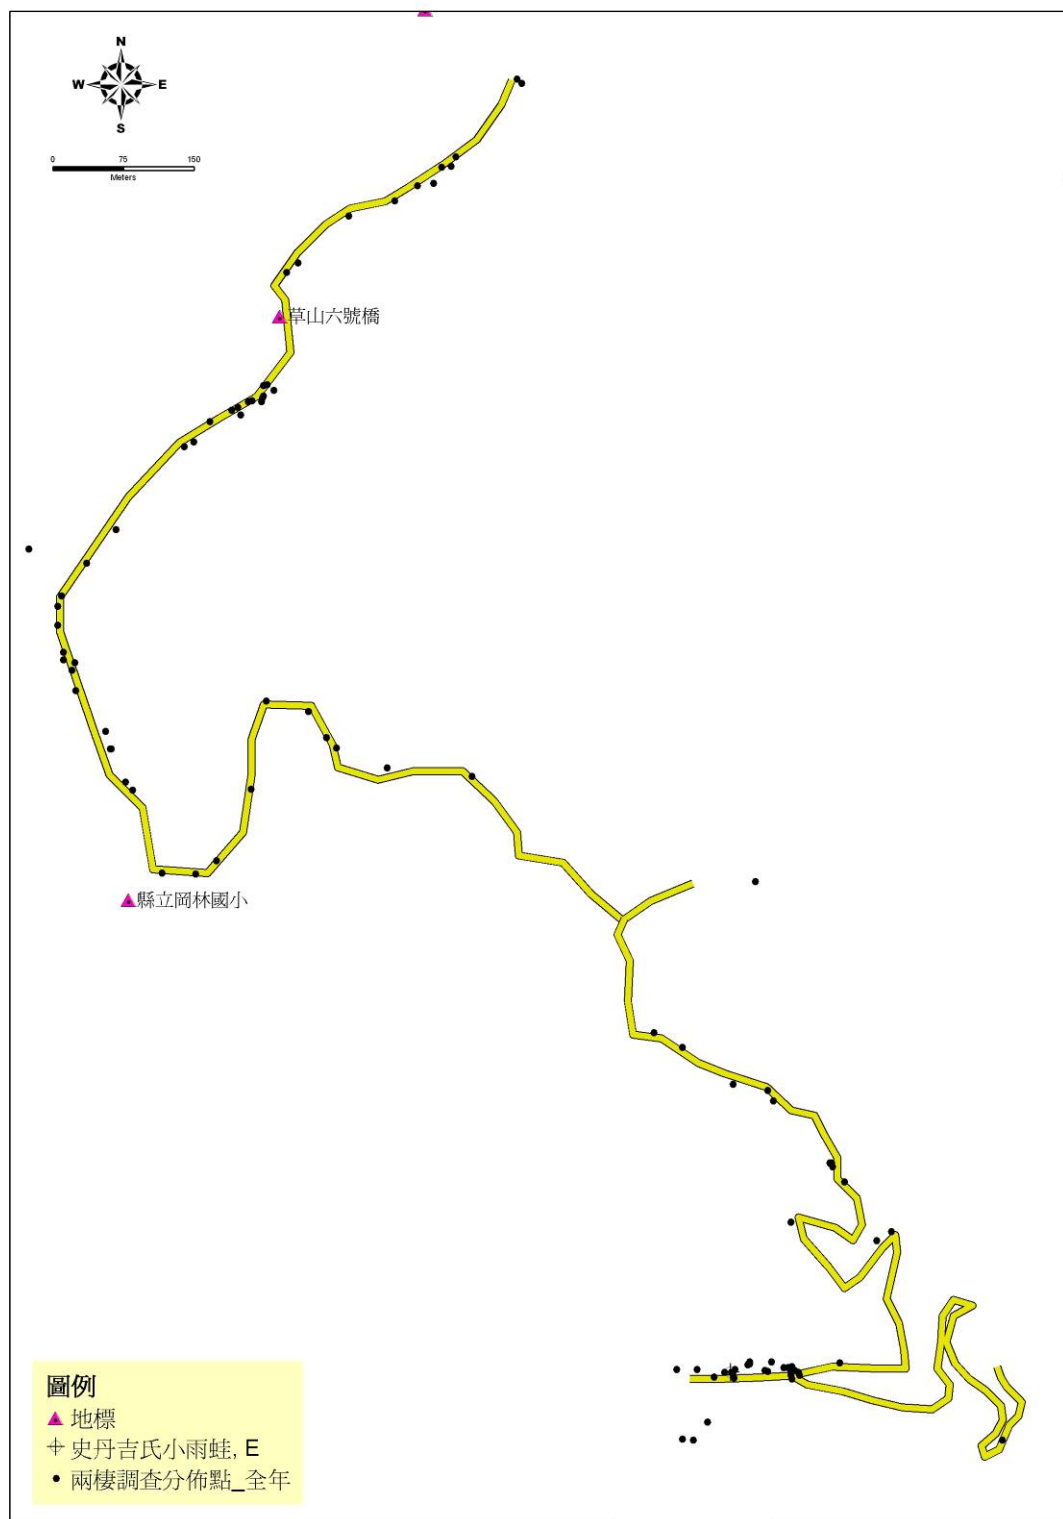 N
W E
S
0 75 150
Meters
草山六號橋
縣立岡林國小
圖例
地標
史丹吉氏小雨蛙, E
兩棲調查分佈點_全年